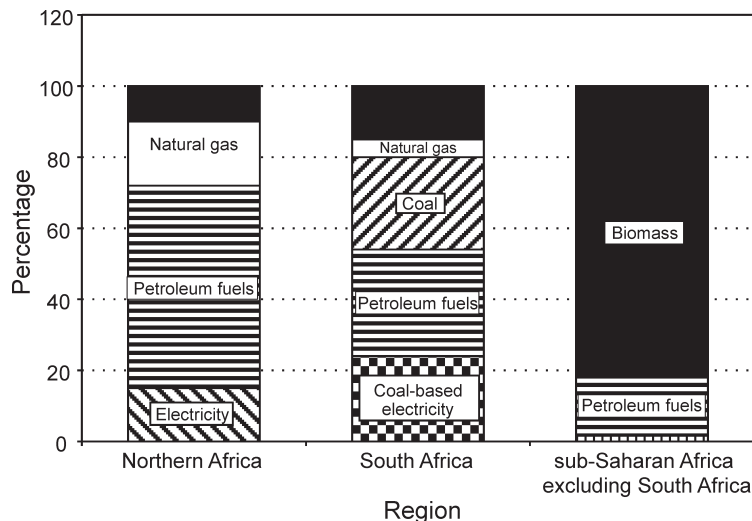 120
100
80
60
40
20
0
Percentage
Natural gas
Petroleum fuels
Electricity
Natural gas
Coal
Petroleum fuels
Coal-based
electricity
Biomass
Petroleum fuels
Northern Africa
South Africa
sub-Saharan Africa
excluding South Africa
Region